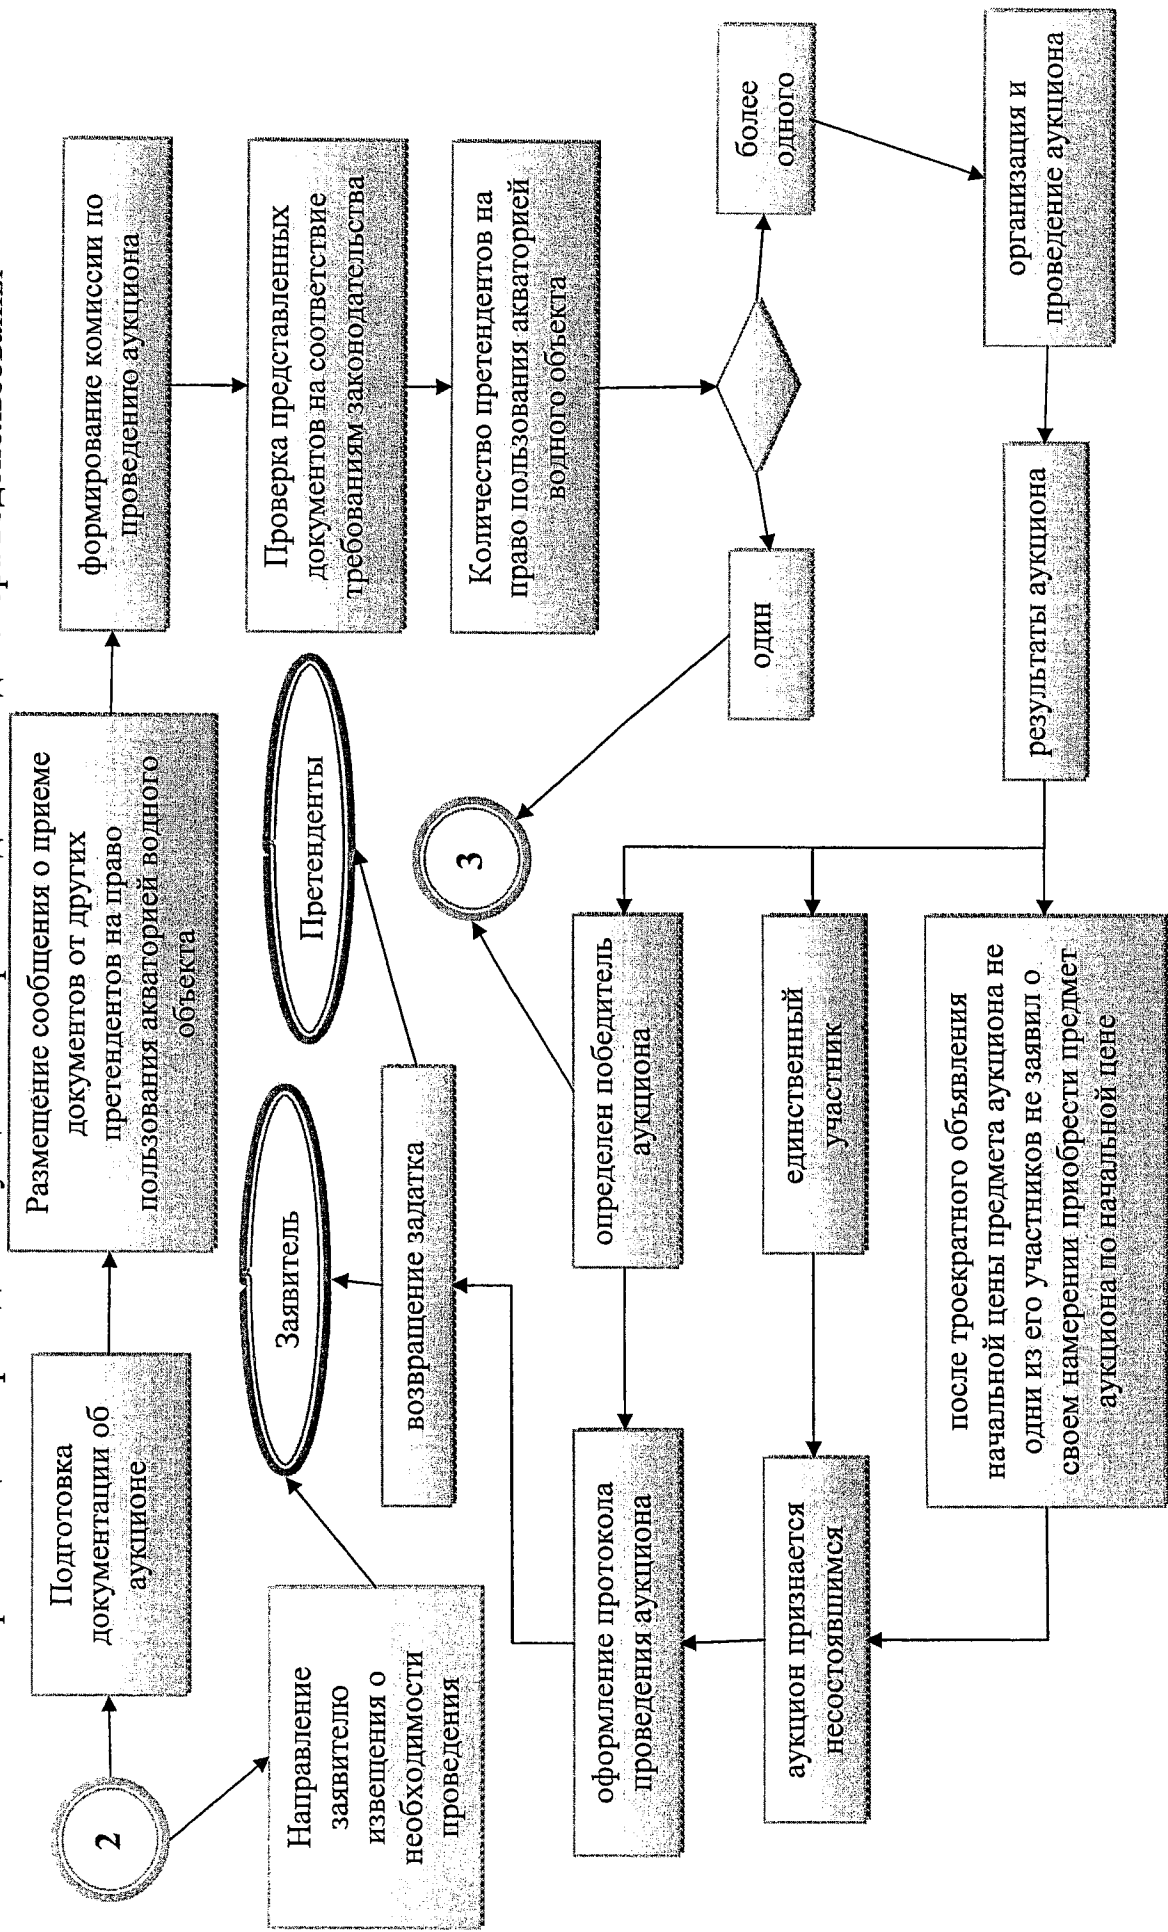 2
Подготовка
документации об
аукционе
Размещение сообщения о приеме
документов от других
претендентов на право
пользования акваторией водного
объекта
формирование комиссии по
проведению аукциона
Направление
заявителю
извещения о
необходимости
проведения
Заявитель
Претенденты
Проверка представленных
документов на соответствие
требованиям законодательства
возвращение задатка
3
Количество претендентов на
право пользования акваторией
водного объекта
оформление протокола
проведения аукциона
определен победитель
аукциона
один
более
одного
аукцион признается
несостоявшимся
единственный
участник
после троекратного объявления
начальной цены предмета аукциона не
одни из его участников не заявил о
своем намерении приобрести предмет
аукциона по начальной цене
результаты аукциона
организация и
проведение аукциона